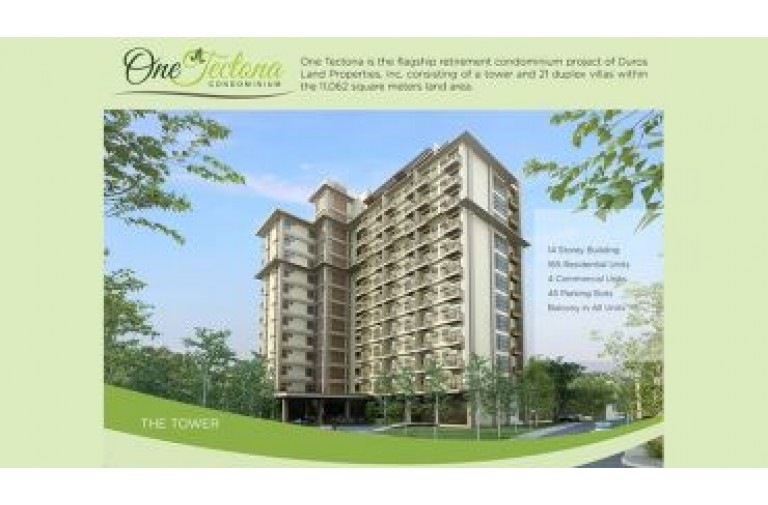 One Tectona
CONDOMINIUM
One Tectona is the flagship retirement condominium project of Duros
Land Properties, Inc. consisting of a tower and 21 duplex villas within
the 11,062 square meters land area.
14 Storey Building
165 Residential Units
4 Commercial Units
45 Parking Slots
Balcony in All Units
THE TOWER